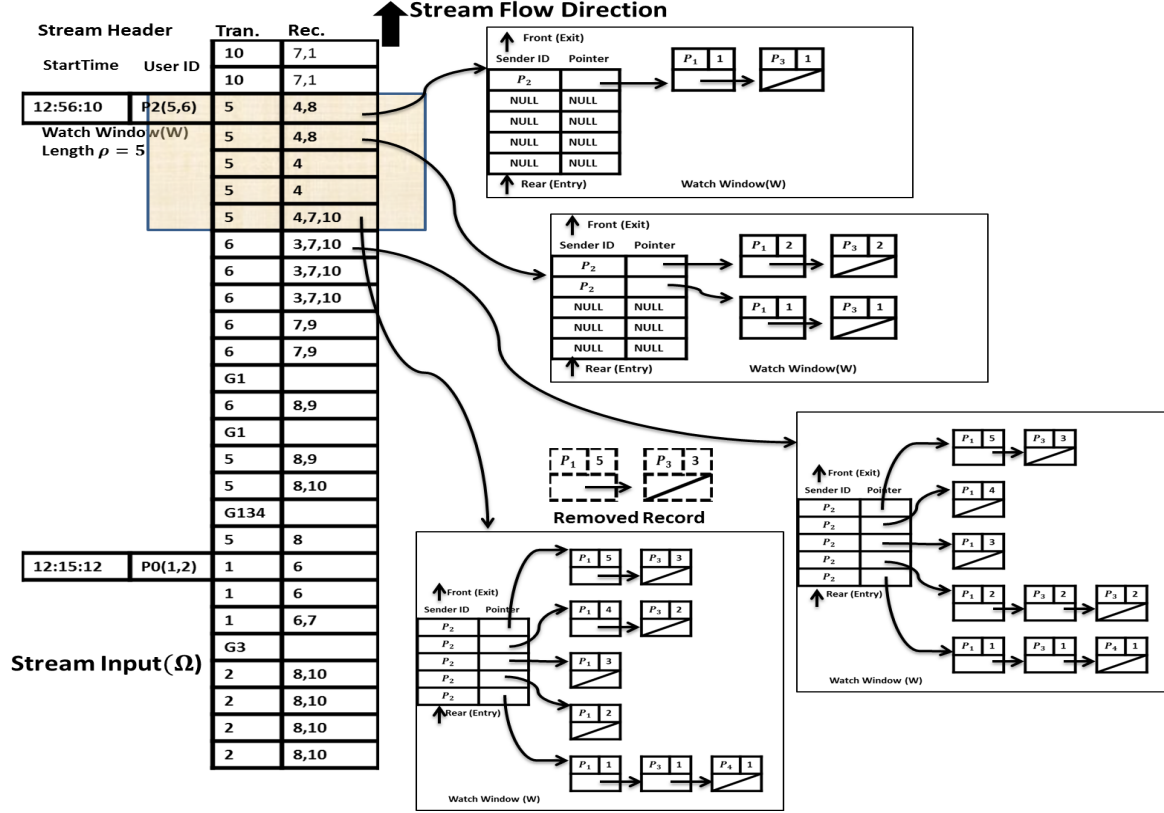 Stream Flow Direction
Stream Header
StartTime User ID
Tran. Rec.
10 7,1
10 7,1
12:56:10 P2(5,6) 5 4,8
Watch Window(W)
Length ρ = 5
5 4,8
5 4
5 4
5 4,7,10
6 3,7,10
6 3,7,10
6 3,7,10
6 7,9
6 7,9
G1
6 8,9
G1
5 8,9
5 8,10
G134
5 8
12:15:12 P0(1,2) 1 6
1 6
1 6,7
G3
Stream Input(Ω)
2 8,10
2 8,10
2 8,10
2 8,10
Front (Exit)
Sender ID Pointer
P₂
NULL NULL
NULL NULL
NULL NULL
NULL NULL
Rear (Entry)
P₁ 1 P₃ 1
Watch Window(W)
Front (Exit)
Sender ID Pointer
P₂
P₂
NULL NULL
NULL NULL
NULL NULL
Rear (Entry)
P₁ 2 P₃ 2
P₁ 1 P₃ 1
Watch Window(W)
P₁ 5 P₃ 3
Removed Record
Front (Exit)
Sender ID Pointer
P₂
P₂
P₂
P₂
P₂
Rear (Entry)
P₁ 5 P₃ 3
P₁ 4 P₃ 2
P₁ 3
P₁ 2
P₁ 1 P₃ 1 P₄ 1
Watch Window (W)
Front (Exit)
Sender ID Pointer
P₂
P₂
P₂
P₂
P₂
Rear (Entry)
P₁ 5 P₃ 3
P₁ 4
P₁ 3
P₁ 2 P₃ 2 P₃ 2
P₁ 1 P₃ 1 P₄ 1
Watch Window (W)